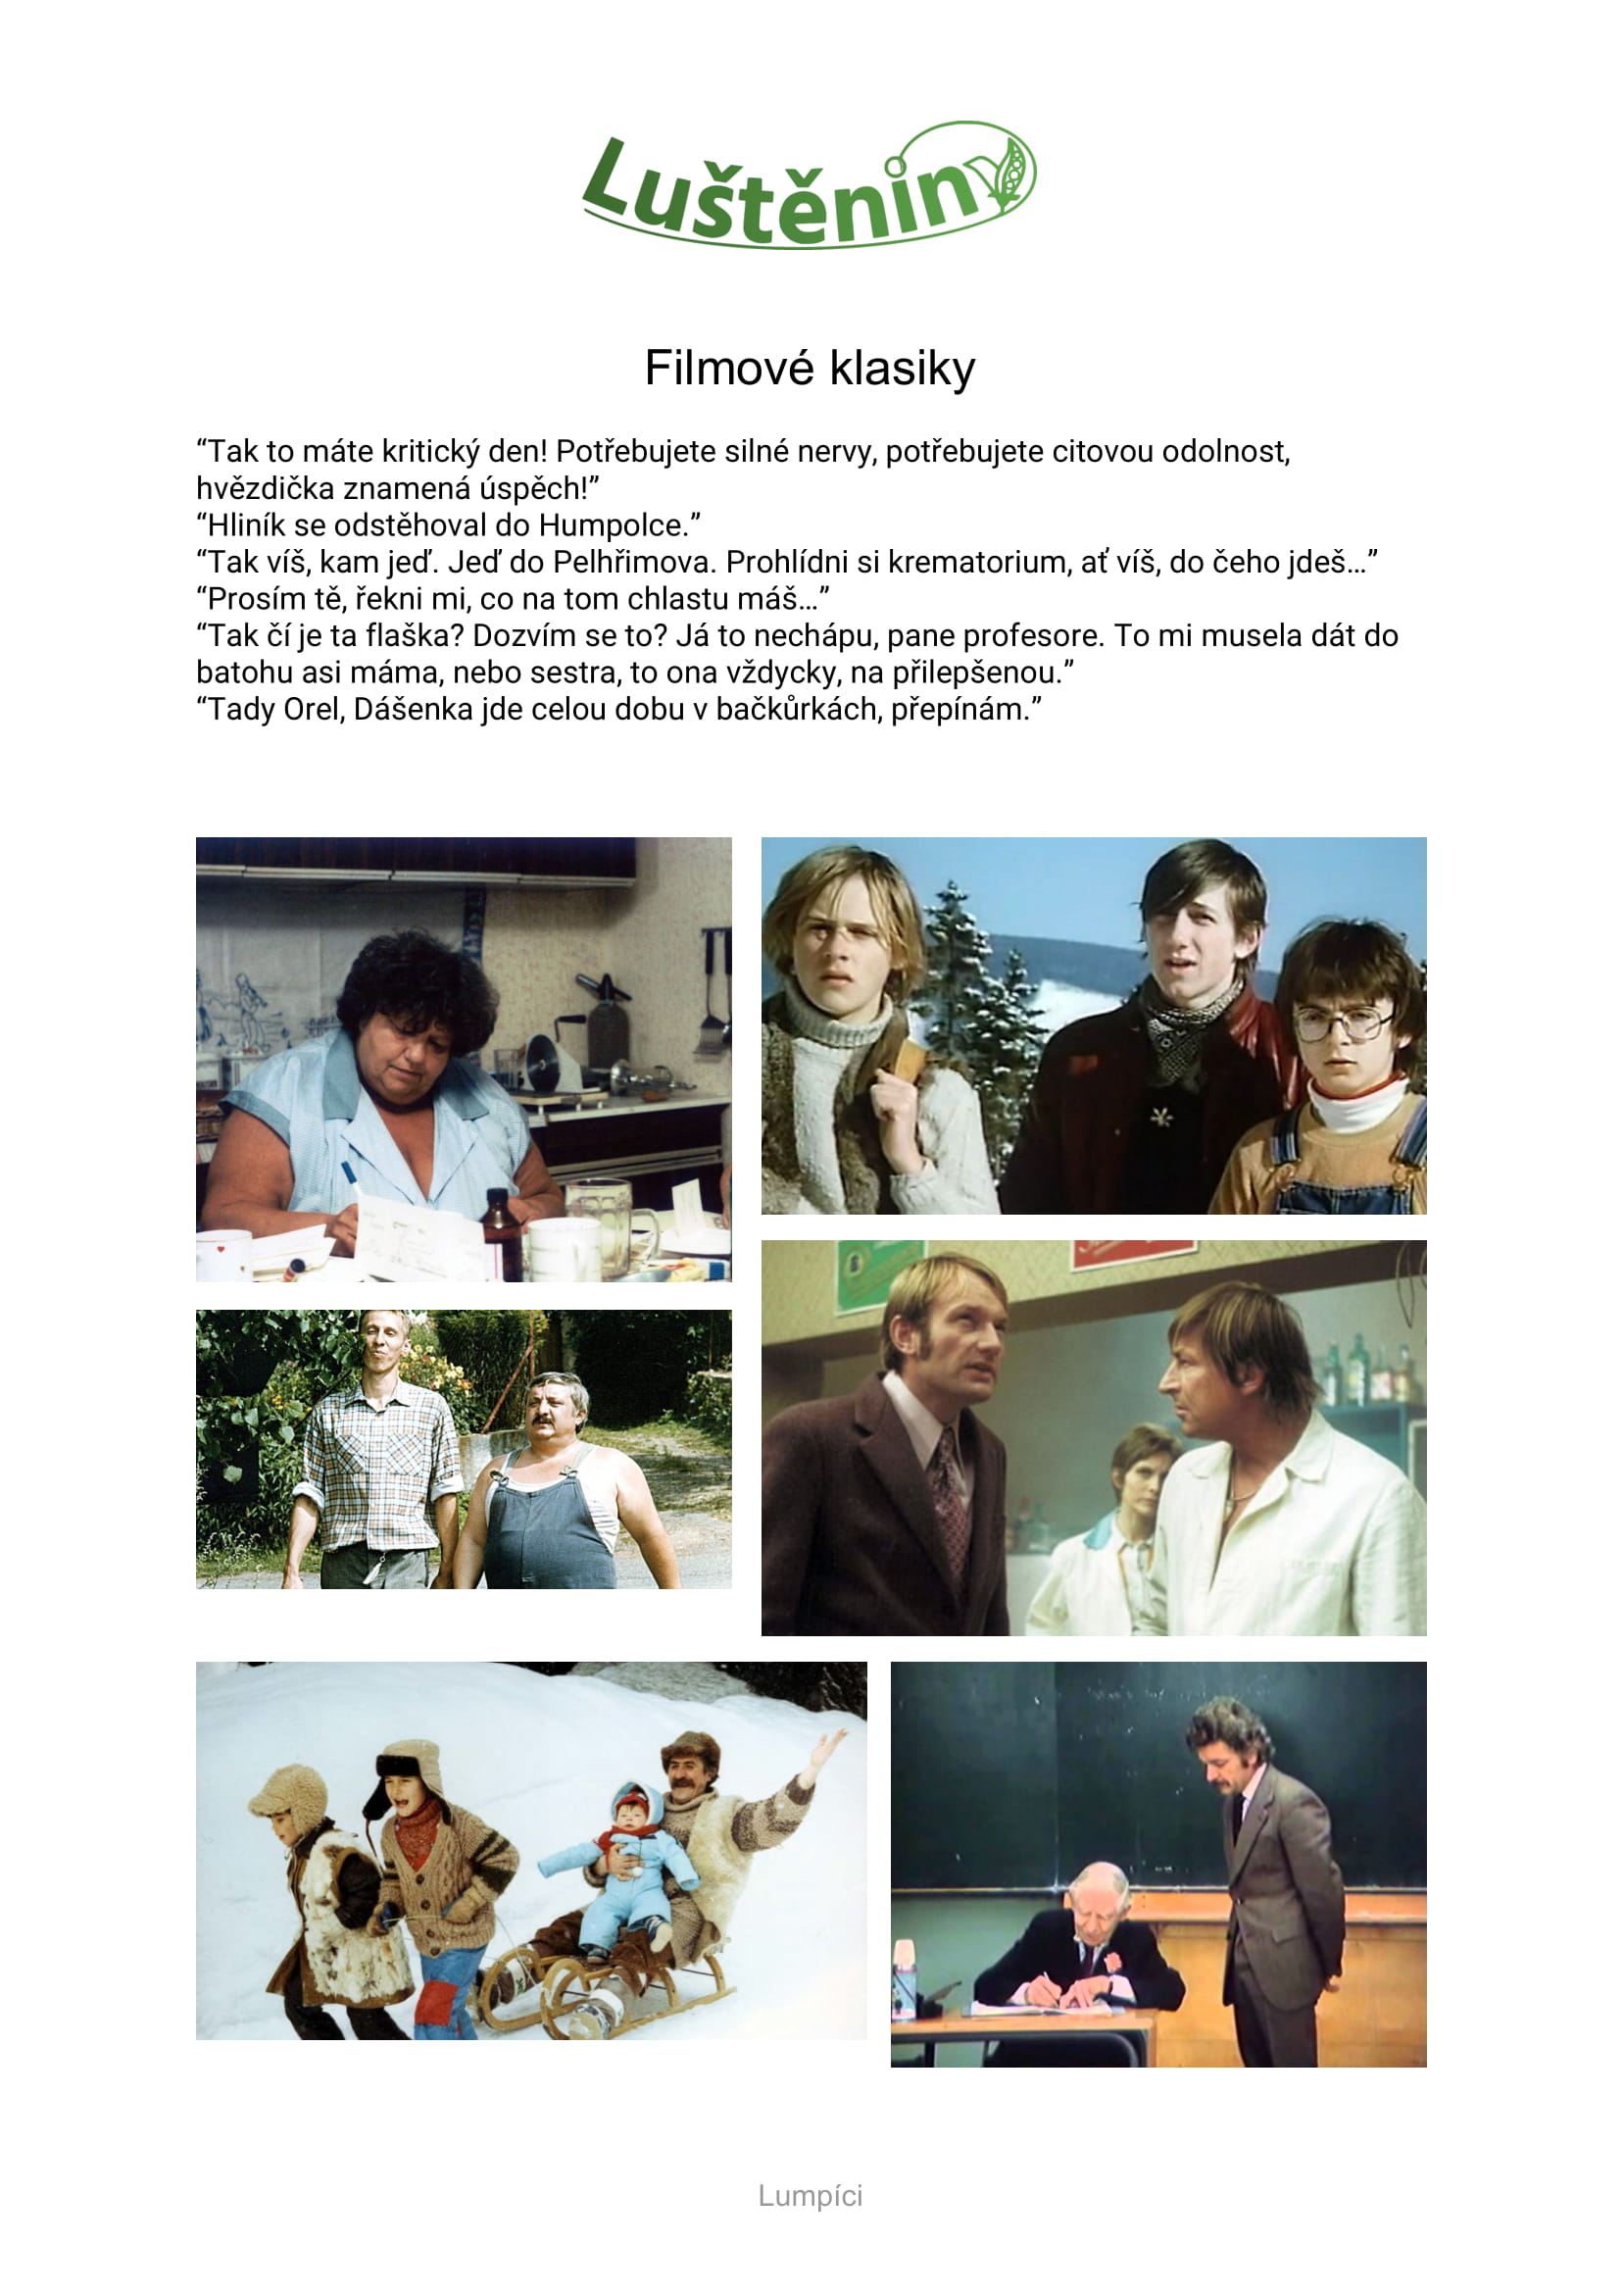 Luštěniny
Filmové klasiky
“Tak to máte kritický den! Potřebujete silné nervy, potřebujete citovou odolnost,
hvězdička znamená úspěch!”
“Hliník se odstěhoval do Humpolce.”
“Tak víš, kam jeď. Jeď do Pelhřimova. Prohlídni si krematorium, ať víš, do čeho jdeš…”
“Prosím tě, řekni mi, co na tom chlastu máš…”
“Tak čí je ta flaška? Dozvím se to? Já to nechápu, pane profesore. To mi musela dát do
batohu asi máma, nebo sestra, to ona vždycky, na přilepšenou.”
“Tady Orel, Dášenka jde celou dobu v bačkůrkách, přepínám.”
Lumpíci